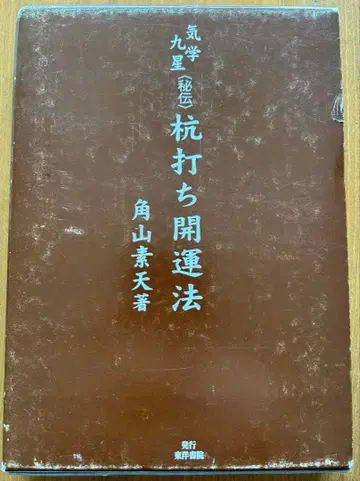 気学
九星
〈秘伝〉杭打ち開運法
角山素天著
発行
東洋書院